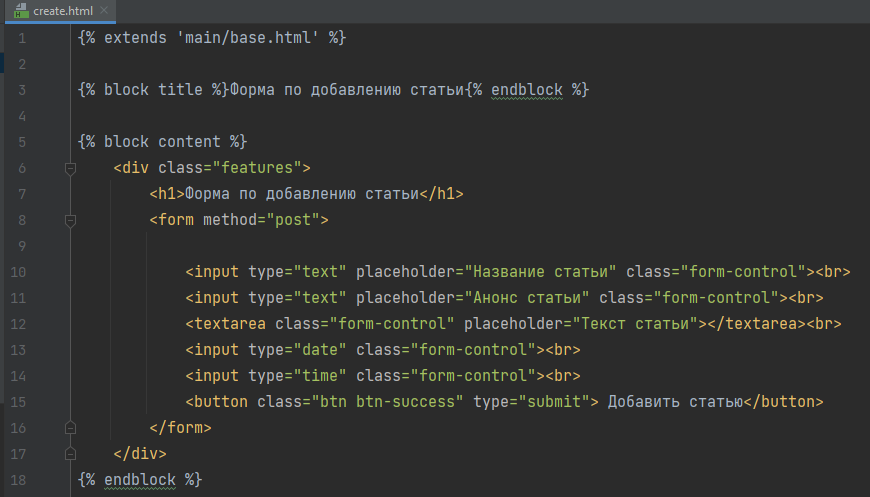 create.html
1 {% extends 'main/base.html' %}
2
3 {% block title %}Форма по добавлению статьи{% endblock %}
4
5 {% block content %}
6 <div class="features">
7 <h1>Форма по добавлению статьи</h1>
8 <form method="post">
9
10 <input type="text" placeholder="Название статьи" class="form-control"><br>
11 <input type="text" placeholder="Анонс статьи" class="form-control"><br>
12 <textarea class="form-control" placeholder="Текст статьи"></textarea><br>
13 <input type="date" class="form-control"><br>
14 <input type="time" class="form-control"><br>
15 <button class="btn btn-success" type="submit"> Добавить статью</button>
16 </form>
17 </div>
18 {% endblock %}